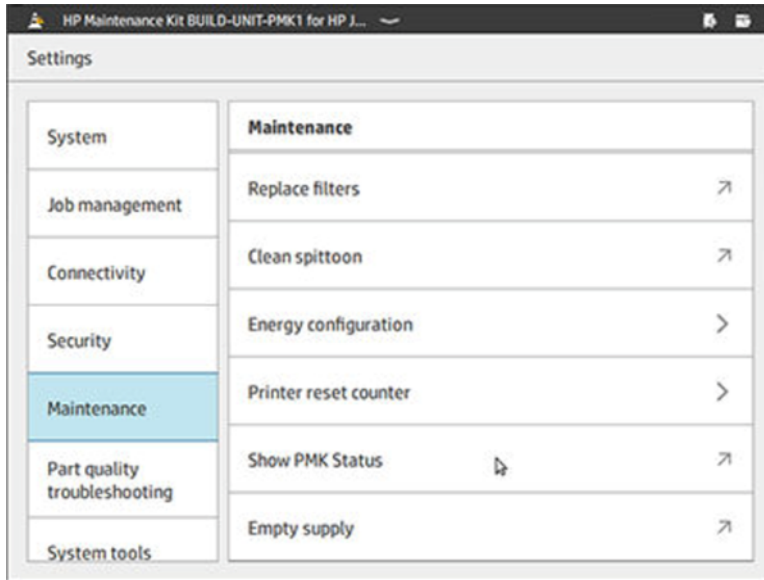 HP Maintenance Kit BUILD-UNIT-PMK1 for HP J...
Settings
System
Job management
Connectivity
Security
Maintenance
Part quality
troubleshooting
System tools
Maintenance
Replace filters
Clean spittoon
Energy configuration
Printer reset counter
Show PMK Status
Empty supply